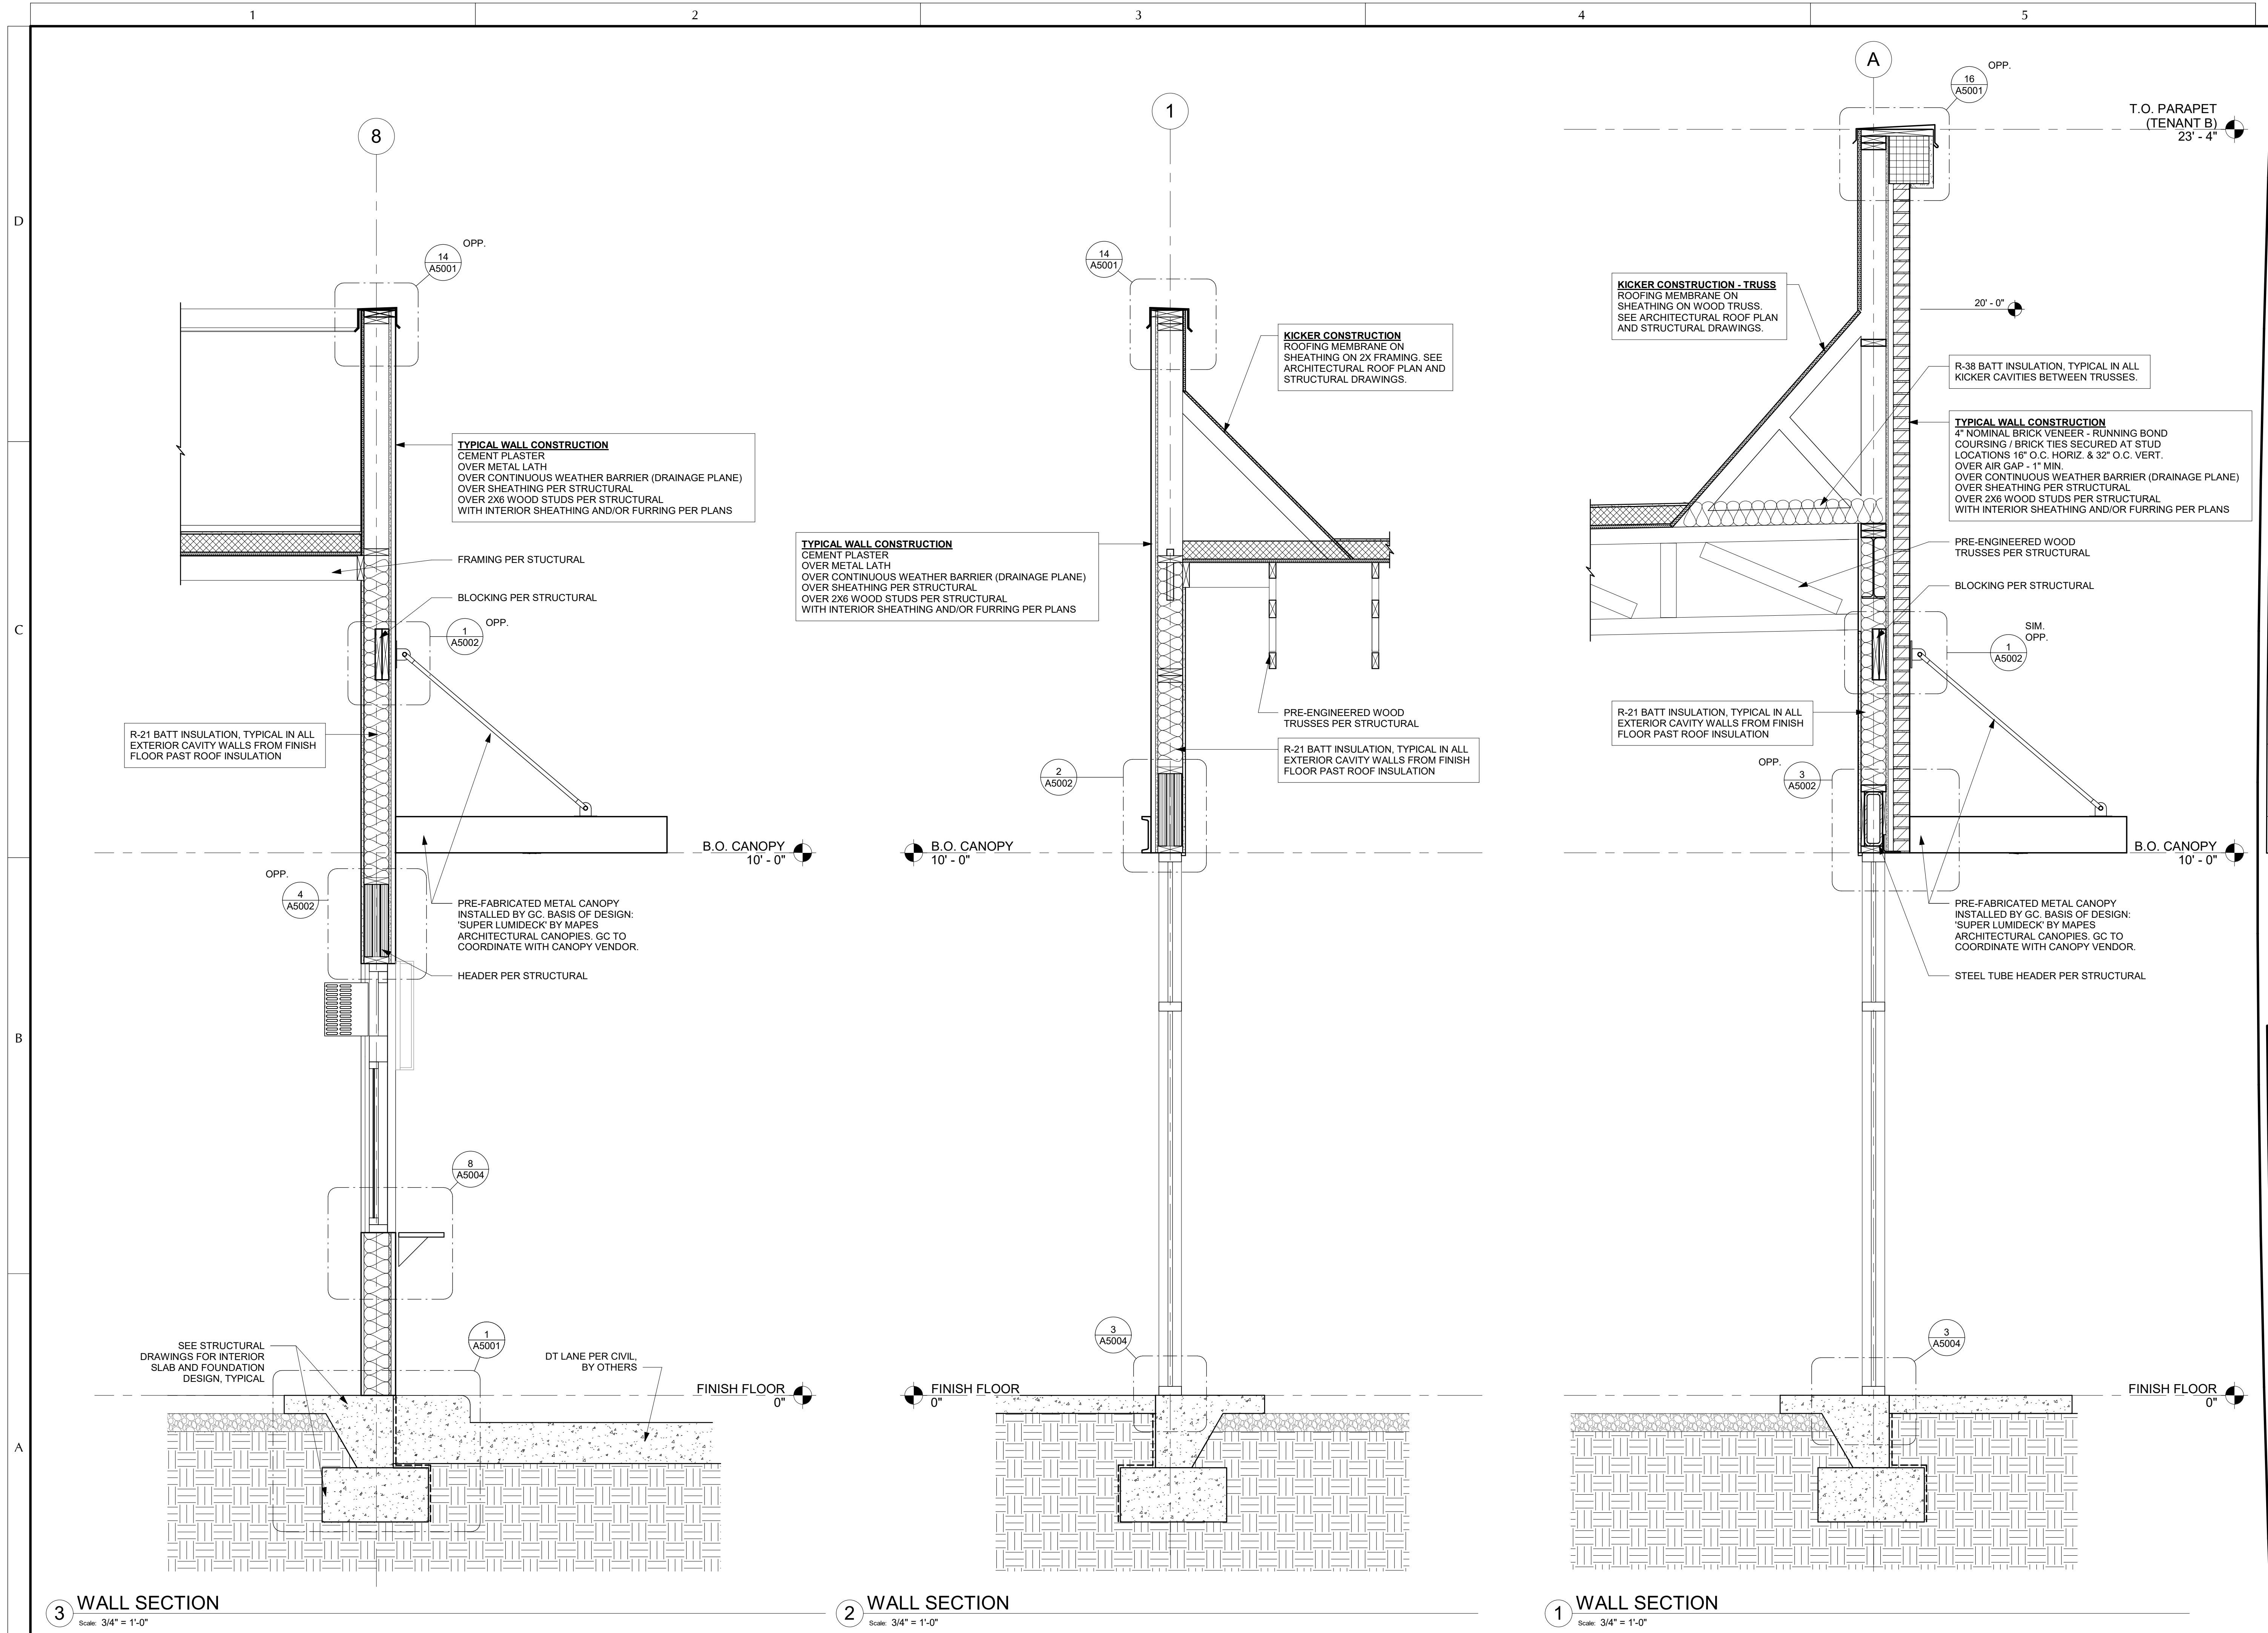 1
2
3
4
5
D
C
B
A
8
14
A5001
OPP.
TYPICAL WALL CONSTRUCTION
CEMENT PLASTER
OVER METAL LATH
OVER CONTINUOUS WEATHER BARRIER (DRAINAGE PLANE)
OVER SHEATHING PER STRUCTURAL
OVER 2X6 WOOD STUDS PER STRUCTURAL
WITH INTERIOR SHEATHING AND/OR FURRING PER PLANS
FRAMING PER STUCTURAL
BLOCKING PER STRUCTURAL
1
A5002
OPP.
R-21 BATT INSULATION, TYPICAL IN ALL
EXTERIOR CAVITY WALLS FROM FINISH
FLOOR PAST ROOF INSULATION
B.O. CANOPY
10' - 0"
OPP.
4
A5002
PRE-FABRICATED METAL CANOPY
INSTALLED BY GC. BASIS OF DESIGN:
'SUPER LUMIDECK' BY MAPES
ARCHITECTURAL CANOPIES. GC TO
COORDINATE WITH CANOPY VENDOR.
HEADER PER STRUCTURAL
8
A5004
1
A5001
SEE STRUCTURAL
DRAWINGS FOR INTERIOR
SLAB AND FOUNDATION
DESIGN, TYPICAL
DT LANE PER CIVIL,
BY OTHERS
FINISH FLOOR
0"
3
WALL SECTION
Scale: 3/4" = 1'-0"
1
14
A5001
KICKER CONSTRUCTION
ROOFING MEMBRANE ON
SHEATHING ON 2X FRAMING. SEE
ARCHITECTURAL ROOF PLAN AND
STRUCTURAL DRAWINGS.
TYPICAL WALL CONSTRUCTION
CEMENT PLASTER
OVER METAL LATH
OVER CONTINUOUS WEATHER BARRIER (DRAINAGE PLANE)
OVER SHEATHING PER STRUCTURAL
OVER 2X6 WOOD STUDS PER STRUCTURAL
WITH INTERIOR SHEATHING AND/OR FURRING PER PLANS
PRE-ENGINEERED WOOD
TRUSSES PER STRUCTURAL
R-21 BATT INSULATION, TYPICAL IN ALL
EXTERIOR CAVITY WALLS FROM FINISH
FLOOR PAST ROOF INSULATION
2
A5002
B.O. CANOPY
10' - 0"
3
A5004
FINISH FLOOR
0"
2
WALL SECTION
Scale: 3/4" = 1'-0"
A
16
A5001
OPP.
T.O. PARAPET
(TENANT B)
23' - 4"
KICKER CONSTRUCTION - TRUSS
ROOFING MEMBRANE ON
SHEATHING ON WOOD TRUSS.
SEE ARCHITECTURAL ROOF PLAN
AND STRUCTURAL DRAWINGS.
20' - 0"
R-38 BATT INSULATION, TYPICAL IN ALL
KICKER CAVITIES BETWEEN TRUSSES.
TYPICAL WALL CONSTRUCTION
4" NOMINAL BRICK VENEER - RUNNING BOND
COURSING / BRICK TIES SECURED AT STUD
LOCATIONS 16" O.C. HORIZ. & 32" O.C. VERT.
OVER AIR GAP - 1" MIN.
OVER CONTINUOUS WEATHER BARRIER (DRAINAGE PLANE)
OVER SHEATHING PER STRUCTURAL
OVER 2X6 WOOD STUDS PER STRUCTURAL
WITH INTERIOR SHEATHING AND/OR FURRING PER PLANS
PRE-ENGINEERED WOOD
TRUSSES PER STRUCTURAL
BLOCKING PER STRUCTURAL
SIM.
OPP.
1
A5002
R-21 BATT INSULATION, TYPICAL IN ALL
EXTERIOR CAVITY WALLS FROM FINISH
FLOOR PAST ROOF INSULATION
OPP.
3
A5002
B.O. CANOPY
10' - 0"
PRE-FABRICATED METAL CANOPY
INSTALLED BY GC. BASIS OF DESIGN:
'SUPER LUMIDECK' BY MAPES
ARCHITECTURAL CANOPIES. GC TO
COORDINATE WITH CANOPY VENDOR.
STEEL TUBE HEADER PER STRUCTURAL
3
A5004
FINISH FLOOR
0"
1
WALL SECTION
Scale: 3/4" = 1'-0"